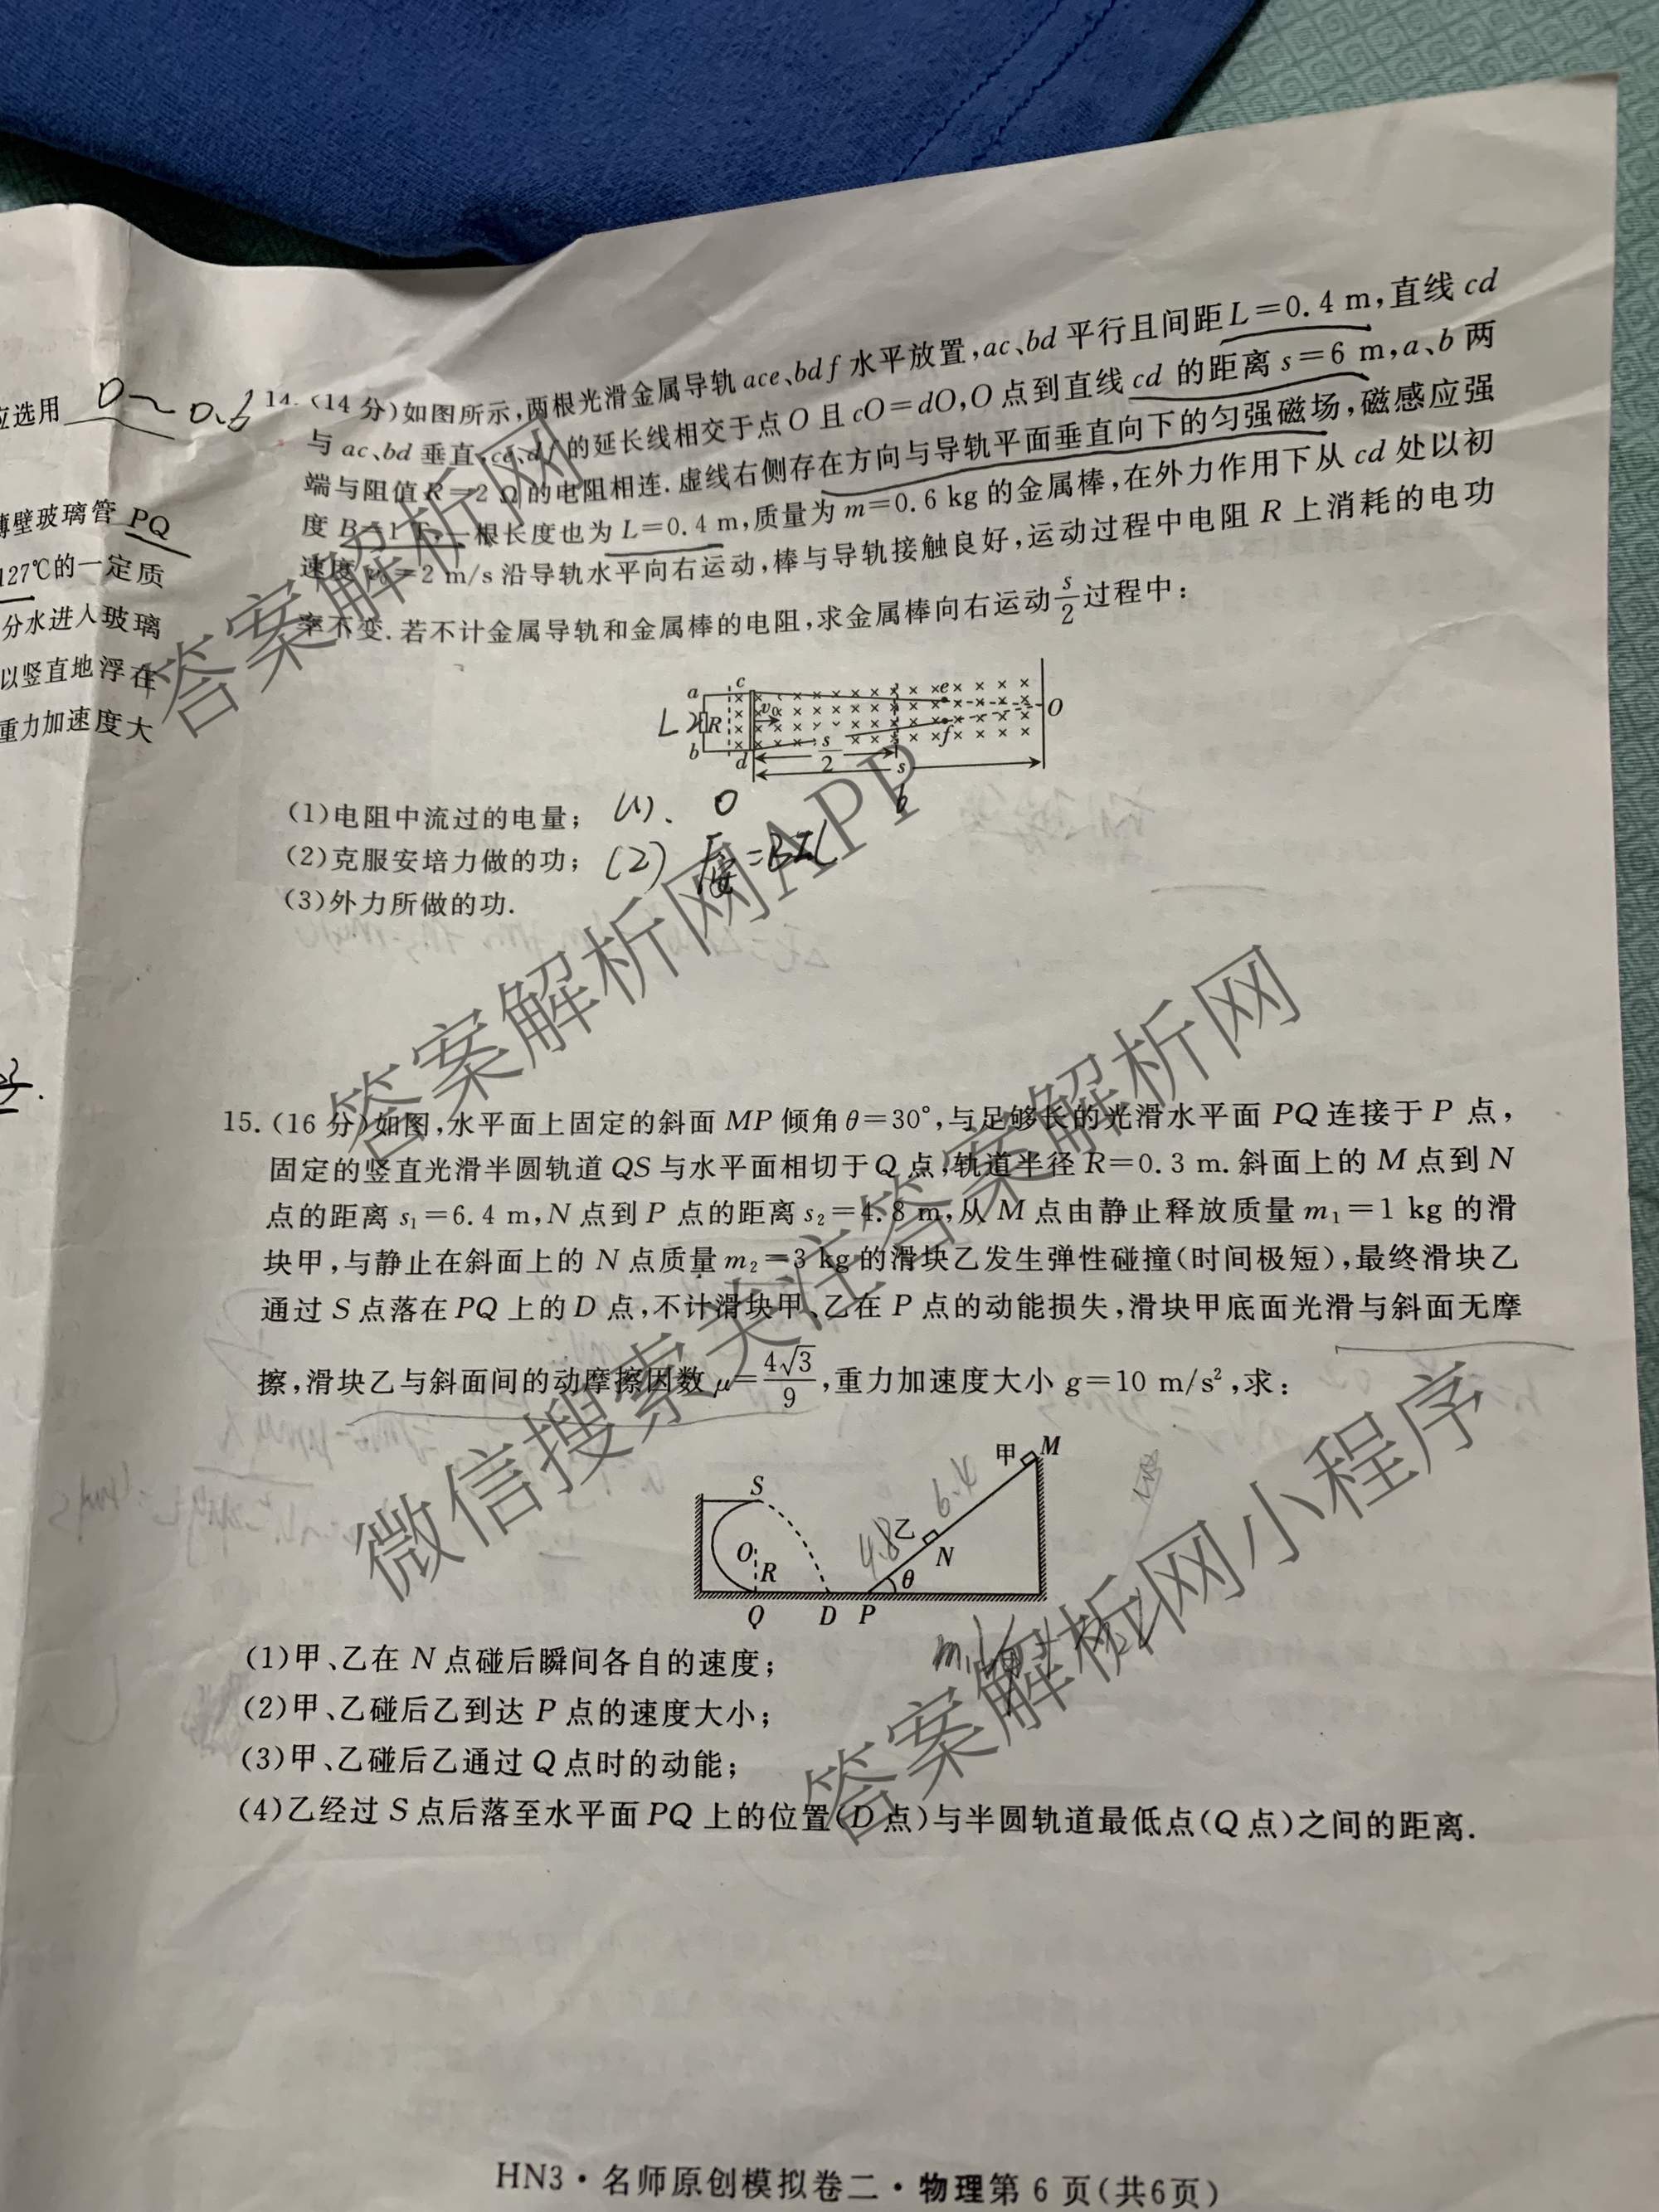 应选用 0~0.6
薄壁玻璃管 PQ
127℃的一定质
分水进入玻璃
以竖直地浮在
重力加速度大
14.(14分)如图所示,两根光滑金属导轨ace、bdf水平放置,ac、bd平行且间距L=0.4 m,直线cd
与ac、bd垂直,ce、df的延长线相交于点O且cO=dO,O点到直线cd的距离s=6 m,a、b两
端与阻值R=2 Ω的电阻相连.虚线右侧存在方向与导轨平面垂直向下的匀强磁场,磁感应强
度B=1 T,一根长度也为L=0.4 m,质量为m=0.6 kg的金属棒,在外力作用下从cd处以初
速度v₀=2 m/s沿导轨水平向右运动,棒与导轨接触良好,运动过程中电阻R上消耗的电功
率不变.若不计金属导轨和金属棒的电阻,求金属棒向右运动s/2过程中:
a c e
L R v₀ O
b d f
s/2
s
6
(1)电阻中流过的电量; (1). 0
(2)克服安培力做的功; (2) F安=BIL
(3)外力所做的功.
15.(16分)如图,水平面上固定的斜面MP倾角θ=30°,与足够长的光滑水平面PQ连接于P点,
固定的竖直光滑半圆轨道QS与水平面相切于Q点,轨道半径R=0.3 m.斜面上的M点到N
点的距离s₁=6.4 m,N点到P点的距离s₂=4.8 m,从M点由静止释放质量m₁=1 kg的滑
块甲,与静止在斜面上的N点质量m₂=3 kg的滑块乙发生弹性碰撞(时间极短),最终滑块乙
通过S点落在PQ上的D点,不计滑块甲、乙在P点的动能损失,滑块甲底面光滑与斜面无摩
擦,滑块乙与斜面间的动摩擦因数μ=4√3/9,重力加速度大小g=10 m/s²,求:
甲 M
S 6.4
乙
4.8 N
O
R θ
Q D P
(1)甲、乙在N点碰后瞬间各自的速度;
(2)甲、乙碰后乙到达P点的速度大小;
(3)甲、乙碰后乙通过Q点时的动能;
(4)乙经过S点后落至水平面PQ上的位置(D点)与半圆轨道最低点(Q点)之间的距离.
HN3·名师原创模拟卷二·物理第6页(共6页)
答案解析网
答案解析网APP
微信搜索关注答案解析网
答案解析网小程序